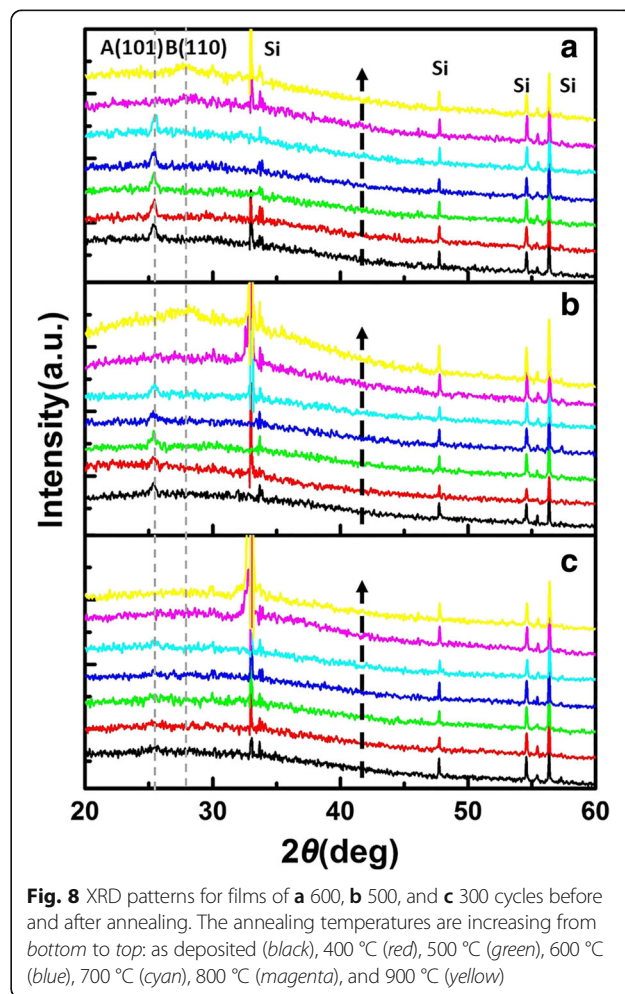 A(101) B(110) Si a
Si Si Si
b
c
Intensity(a.u.)
20 30 40 50 60
2θ(deg)
Fig. 8 XRD patterns for films of a 600, b 500, and c 300 cycles before
and after annealing. The annealing temperatures are increasing from
bottom to top: as deposited (black), 400 °C (red), 500 °C (green), 600 °C
(blue), 700 °C (cyan), 800 °C (magenta), and 900 °C (yellow)